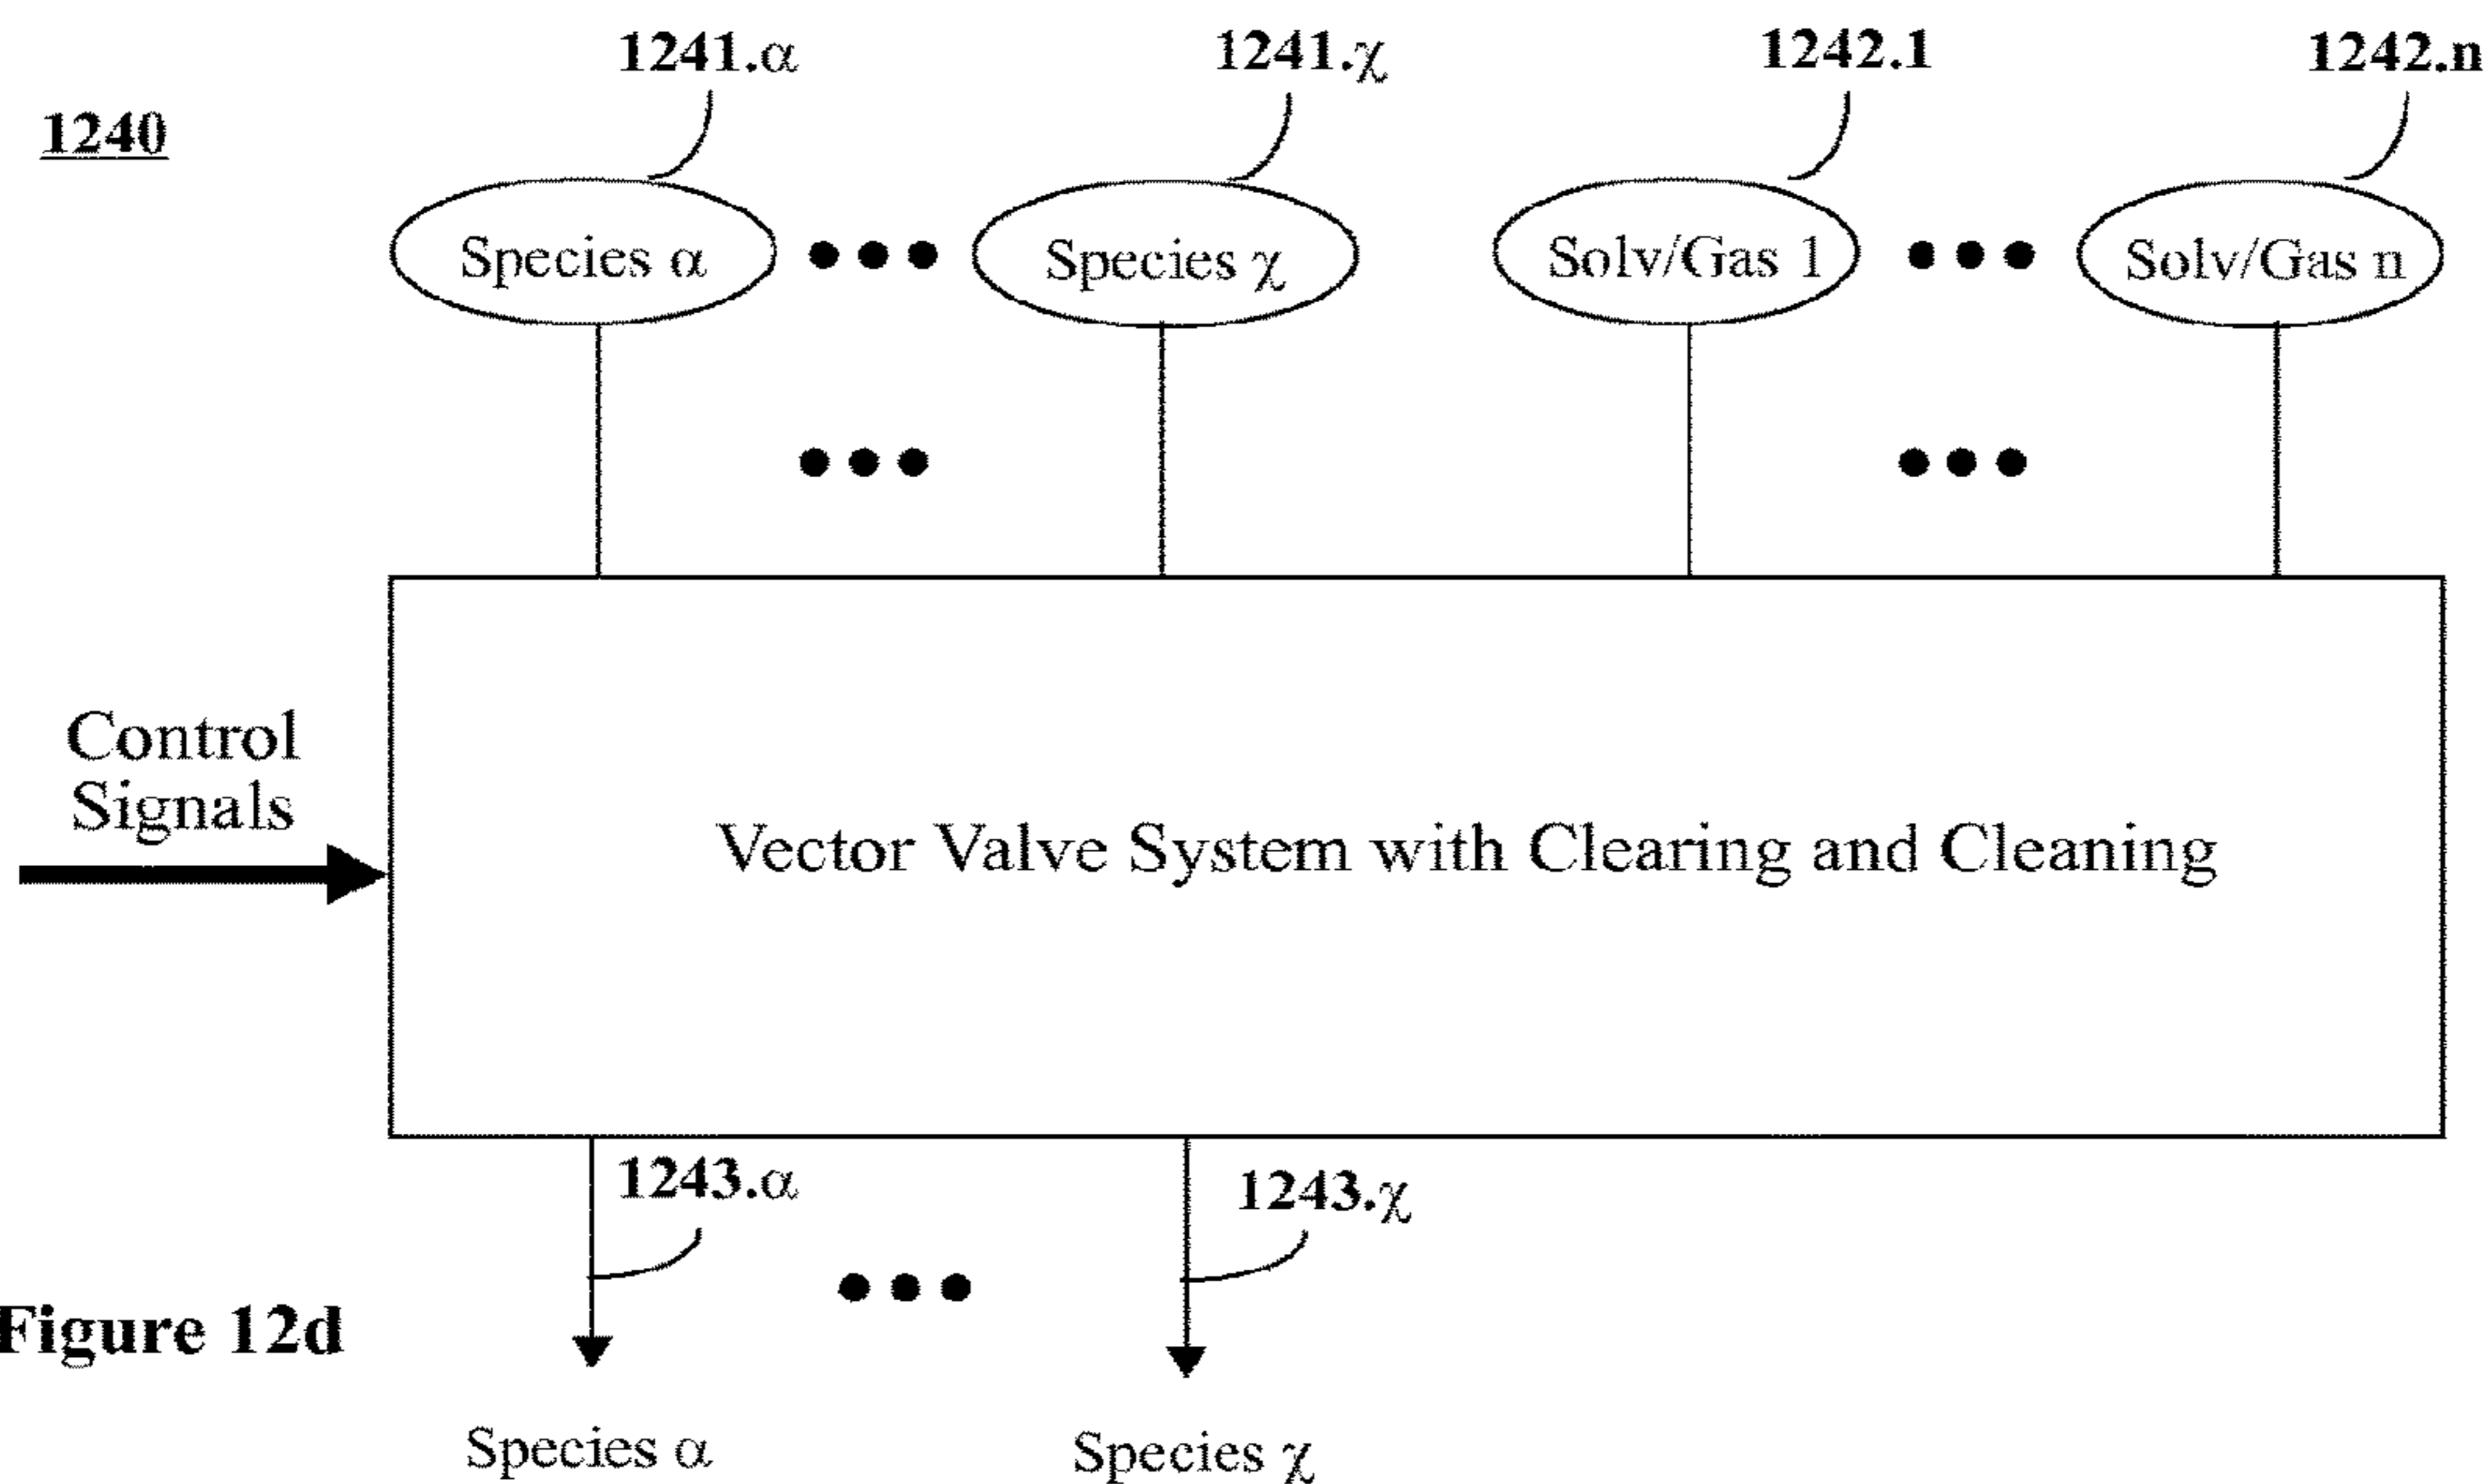 1241.α
1241.χ
1242.1
1242.n
1240
Species α
Species χ
Solv/Gas 1
Solv/Gas n
Control
Signals
Vector Valve System with Clearing and Cleaning
1243.α
1243.χ
Figure 12d
Species α
Species χ